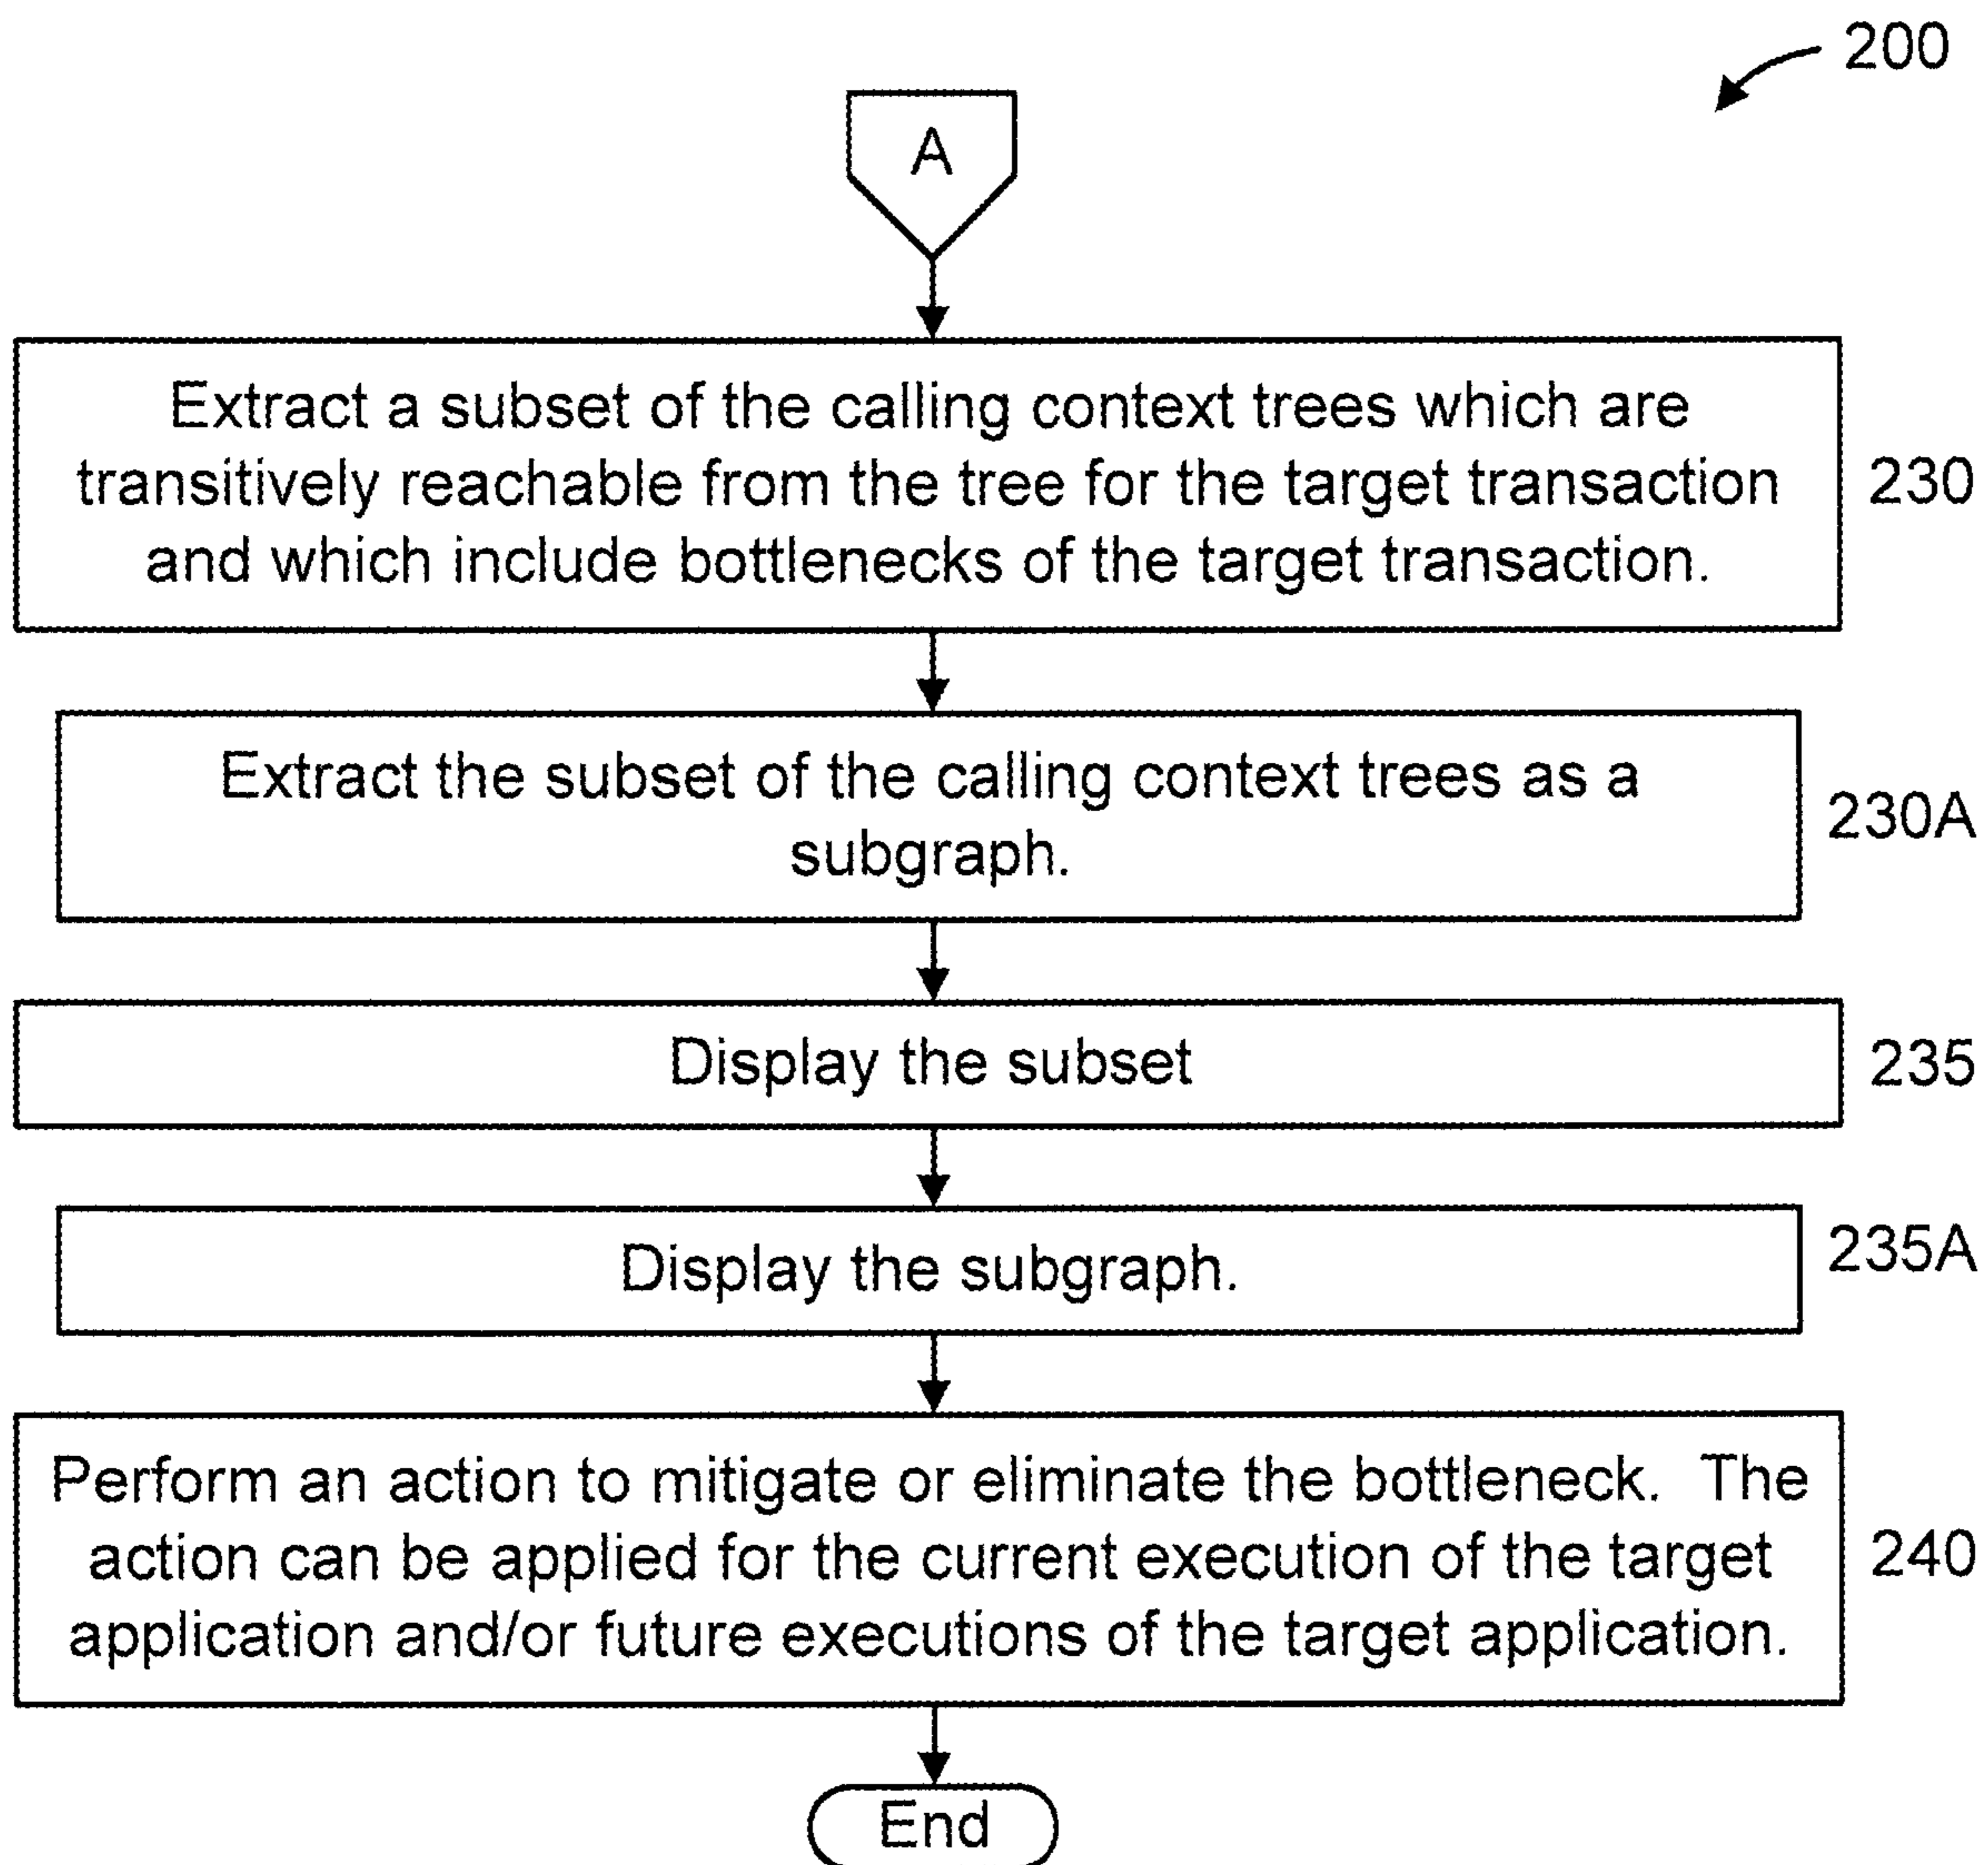 200
A
Extract a subset of the calling context trees which are
transitively reachable from the tree for the target transaction
and which include bottlenecks of the target transaction.
230
Extract the subset of the calling context trees as a
subgraph.
230A
Display the subset
235
Display the subgraph.
235A
Perform an action to mitigate or eliminate the bottleneck. The
action can be applied for the current execution of the target
application and/or future executions of the target application.
240
End